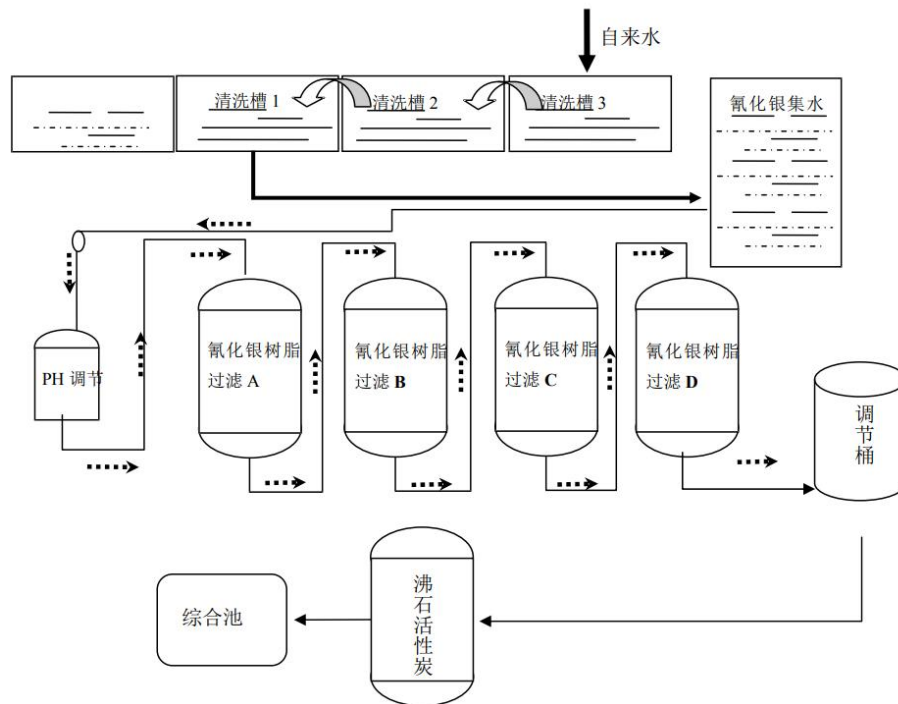 自来水
清洗槽 1
清洗槽 2
清洗槽 3
氰化银集水
氰化银树脂
过滤 A
氰化银树脂
过滤 B
氰化银树脂
过滤 C
氰化银树脂
过滤 D
PH 调节
调节桶
沸石活性炭
综合池